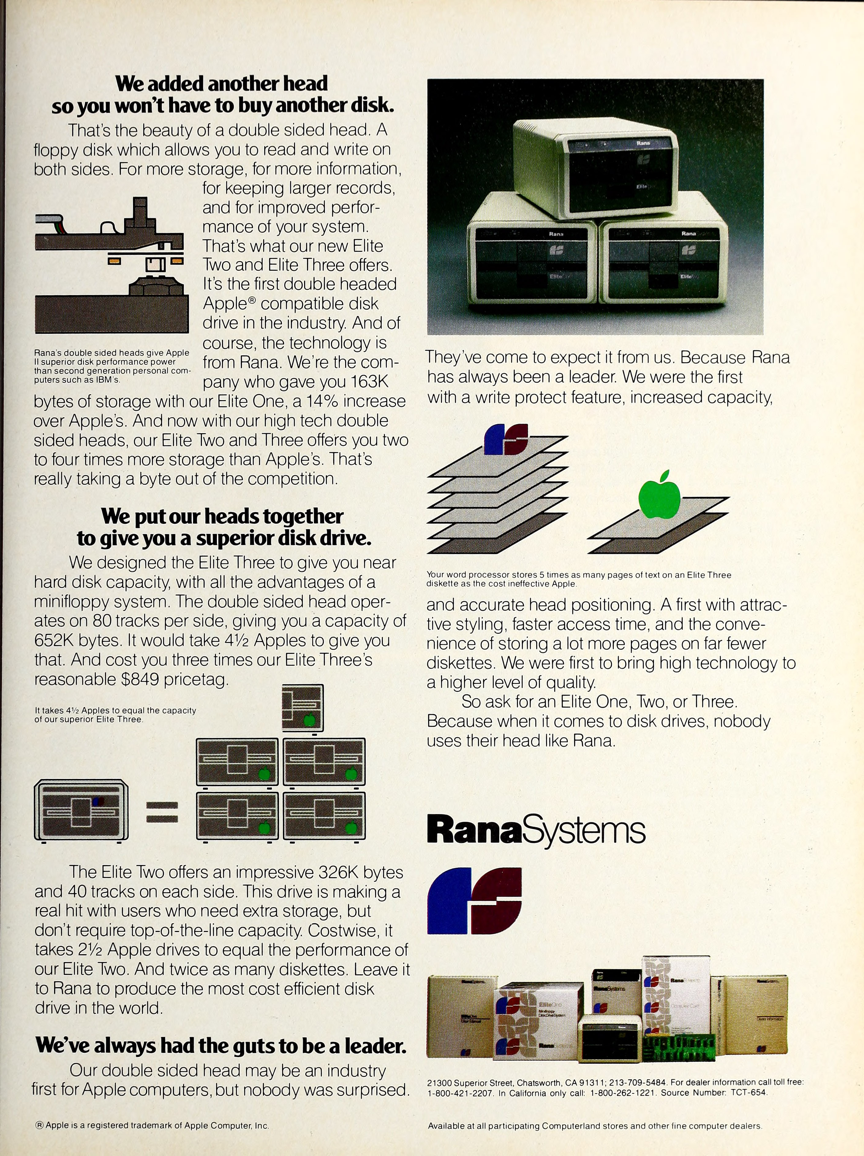 We added another head
so you won't have to buy another disk.
That's the beauty of a double sided head. A
floppy disk which allows you to read and write on
both sides. For more storage, for more information,
for keeping larger records,
and for improved perfor-
mance of your system.
That's what our new Elite
Two and Elite Three offers.
It's the first double headed
Apple® compatible disk
drive in the industry. And of
course, the technology is
from Rana. We're the com-
pany who gave you 163K
bytes of storage with our Elite One, a 14% increase
over Apple's. And now with our high tech double
sided heads, our Elite Two and Three offers you two
to four times more storage than Apple's. That's
really taking a byte out of the competition.
Rana's double sided heads give Apple
II superior disk performance power
than second generation personal com-
puters such as IBM's.
We put our heads together
to give you a superior disk drive.
We designed the Elite Three to give you near
hard disk capacity, with all the advantages of a
minifloppy system. The double sided head oper-
ates on 80 tracks per side, giving you a capacity of
652K bytes. It would take 4½ Apples to give you
that. And cost you three times our Elite Three's
reasonable $849 pricetag.
It takes 4½ Apples to equal the capacity
of our superior Elite Three.
The Elite Two offers an impressive 326K bytes
and 40 tracks on each side. This drive is making a
real hit with users who need extra storage, but
don't require top-of-the-line capacity. Costwise, it
takes 2½ Apple drives to equal the performance of
our Elite Two. And twice as many diskettes. Leave it
to Rana to produce the most cost efficient disk
drive in the world.
We've always had the guts to be a leader.
Our double sided head may be an industry
first for Apple computers, but nobody was surprised.
® Apple is a registered trademark of Apple Computer, Inc.
Rana
Elite
Rana
Elite
Rana
Elite
They've come to expect it from us. Because Rana
has always been a leader. We were the first
with a write protect feature, increased capacity,
Your word processor stores 5 times as many pages of text on an Elite Three
diskette as the cost ineffective Apple.
and accurate head positioning. A first with attrac-
tive styling, faster access time, and the conve-
nience of storing a lot more pages on far fewer
diskettes. We were first to bring high technology to
a higher level of quality.
So ask for an Elite One, Two, or Three.
Because when it comes to disk drives, nobody
uses their head like Rana.
RanaSystems
RanaSystems
21300 Superior Street, Chatsworth, CA 91311; 213-709-5484. For dealer information call toll free:
1-800-421-2207. In California only call: 1-800-262-1221. Source Number: TCT-654.
Available at all participating Computerland stores and other fine computer dealers.